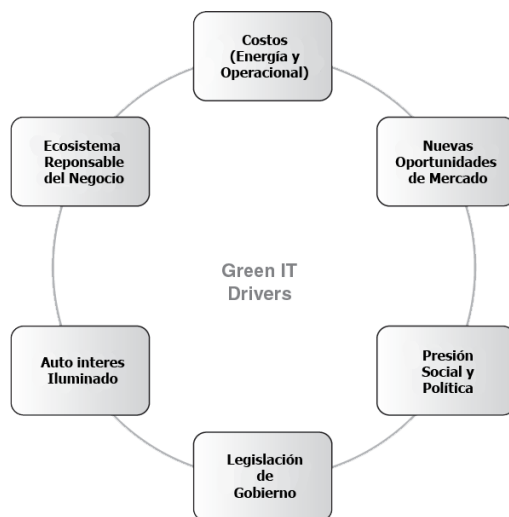 Costos
(Energía y
Operacional)
Ecosistema
Reponsable
del Negocio
Nuevas
Oportunidades
de Mercado
Green IT
Drivers
Auto interes
Iluminado
Presión
Social y
Política
Legislación
de
Gobierno